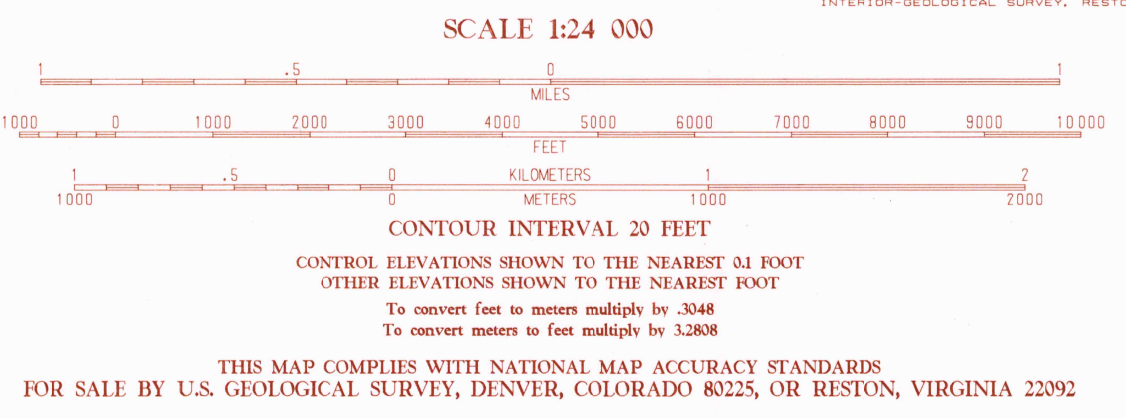 INTERIOR-GEOLOGICAL SURVEY, RESTO
SCALE 1:24 000
1 .5 0 1
MILES
1000 0 1000 2000 3000 4000 5000 6000 7000 8000 9000 10 000
FEET
1 .5 0 KILOMETERS 1 2
1000 0 METERS 1000 2000
CONTOUR INTERVAL 20 FEET
CONTROL ELEVATIONS SHOWN TO THE NEAREST 0.1 FOOT
OTHER ELEVATIONS SHOWN TO THE NEAREST FOOT
To convert feet to meters multiply by .3048
To convert meters to feet multiply by 3.2808
THIS MAP COMPLIES WITH NATIONAL MAP ACCURACY STANDARDS
FOR SALE BY U.S. GEOLOGICAL SURVEY, DENVER, COLORADO 80225, OR RESTON, VIRGINIA 22092